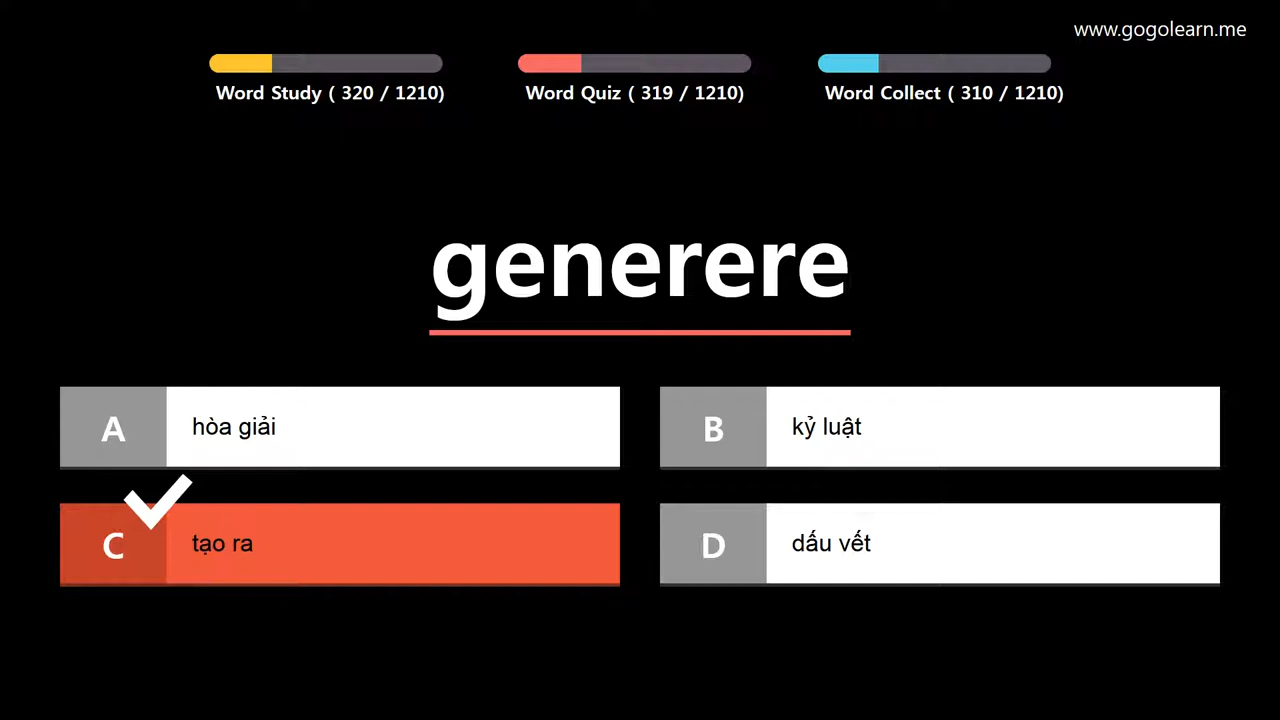 www.gogolearn.me
Word Study ( 320 / 1210)
Word Quiz ( 319 / 1210)
Word Collect ( 310 / 1210)
generere
A hòa giải
B kỷ luật
C tạo ra
D dấu vết